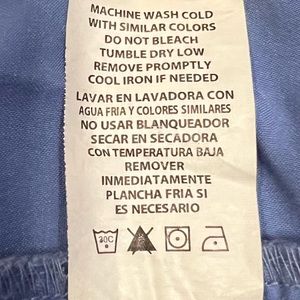 MACHINE WASH COLD
WITH SIMILAR COLORS
DO NOT BLEACH
TUMBLE DRY LOW
REMOVE PROMPTLY
COOL IRON IF NEEDED
LAVAR EN LAVADORA CON
AGUA FRIA Y COLORES SIMILARES
NO USAR BLANQUEADOR
SECAR EN SECADORA
CON TEMPERATURA BAJA
REMOVER
INMEDIATAMENTE
PLANCHA FRIA SI
ES NECESARIO
30C